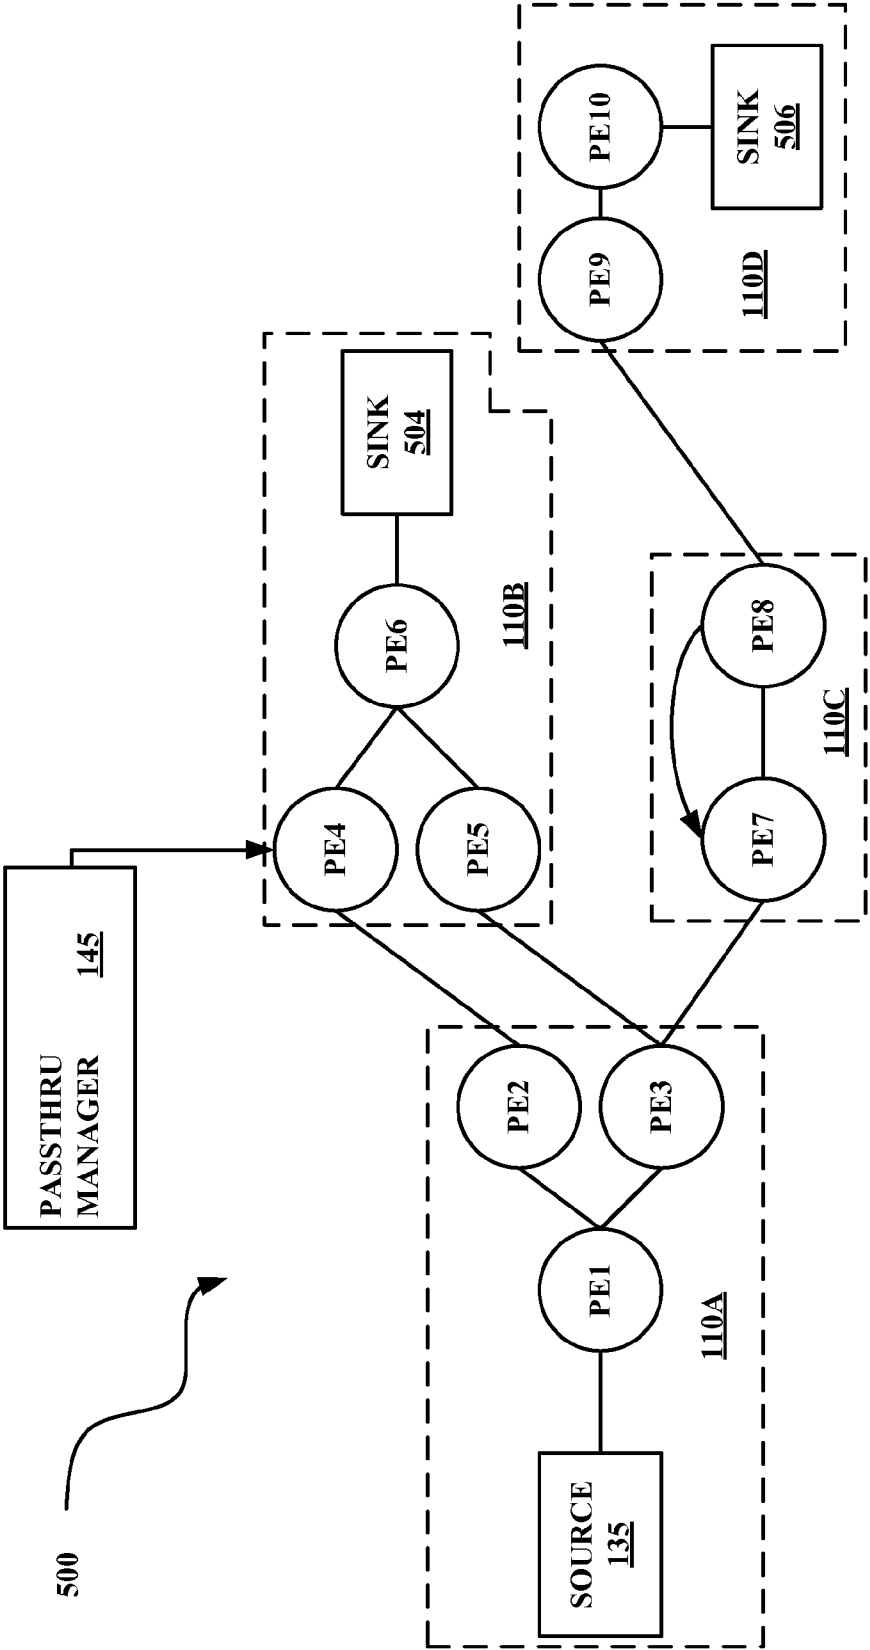 500
PASSTHRU
MANAGER
145
SOURCE
135
PE1
PE2
PE3
110A
PE4
PE5
PE6
SINK
504
110B
PE7
PE8
110C
PE9
PE10
SINK
506
110D